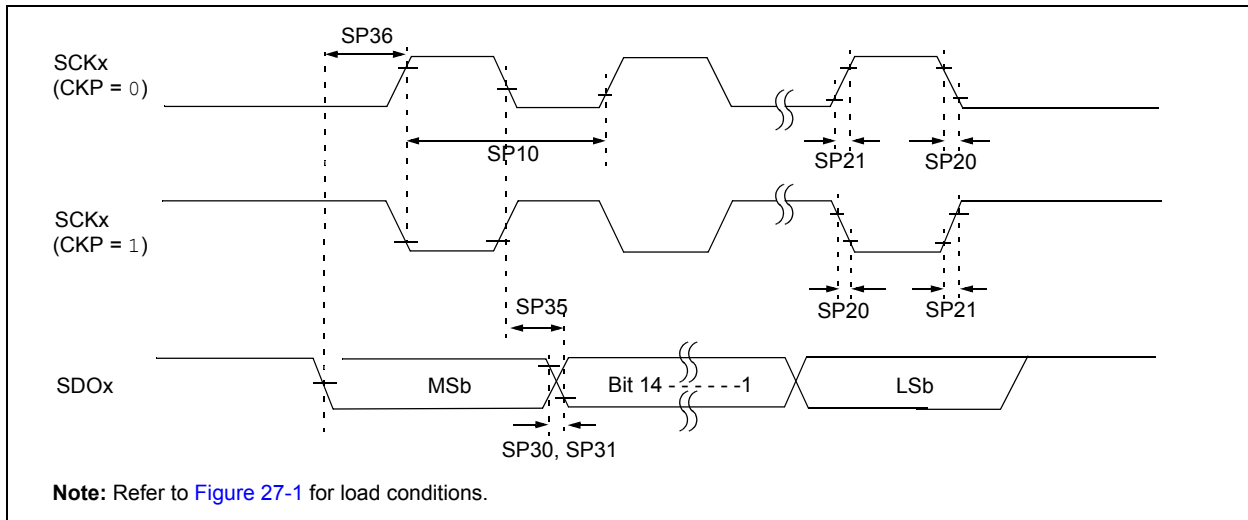 SP36
SCKx
(CKP = 0)
SP10
SP21
SP20
SCKx
(CKP = 1)
SP35
SP20
SP21
SDOx
MSb
Bit 14 - - - - - -1
LSb
SP30, SP31
Note: Refer to Figure 27-1 for load conditions.